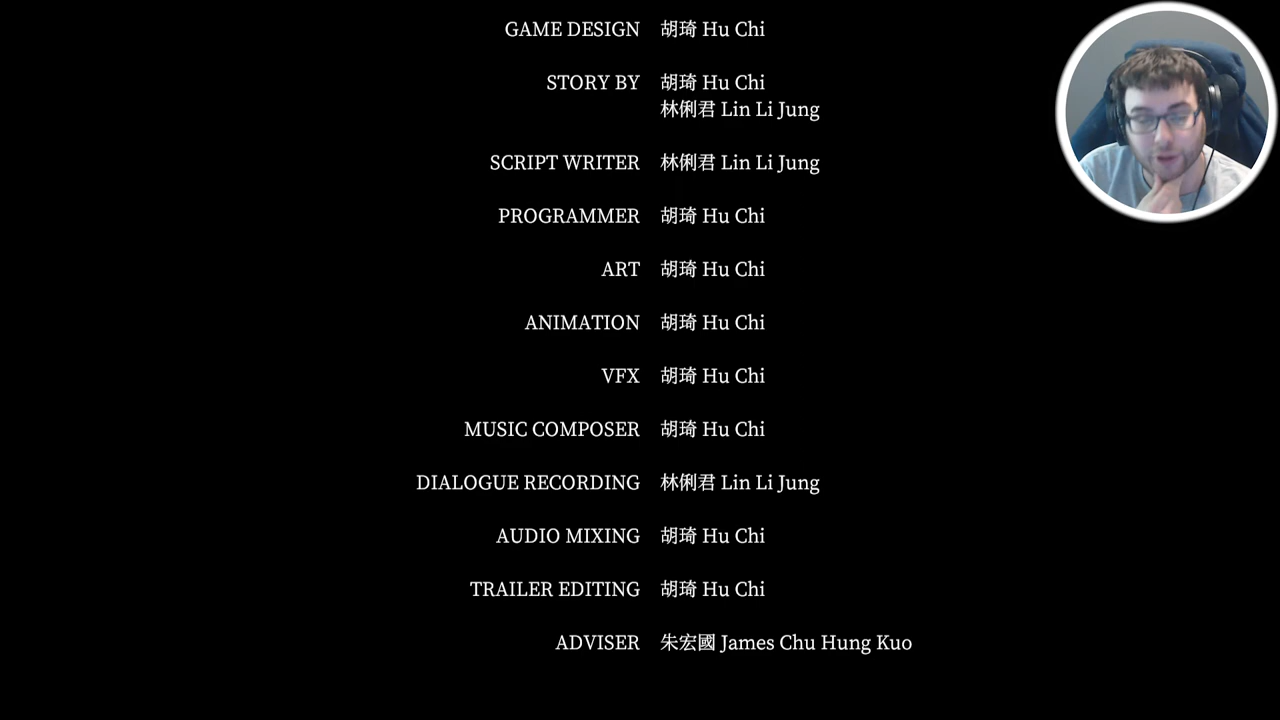 GAME DESIGN 胡琦 Hu Chi
STORY BY 胡琦 Hu Chi
林俐君 Lin Li Jung
SCRIPT WRITER 林俐君 Lin Li Jung
PROGRAMMER 胡琦 Hu Chi
ART 胡琦 Hu Chi
ANIMATION 胡琦 Hu Chi
VFX 胡琦 Hu Chi
MUSIC COMPOSER 胡琦 Hu Chi
DIALOGUE RECORDING 林俐君 Lin Li Jung
AUDIO MIXING 胡琦 Hu Chi
TRAILER EDITING 胡琦 Hu Chi
ADVISER 朱宏國 James Chu Hung Kuo